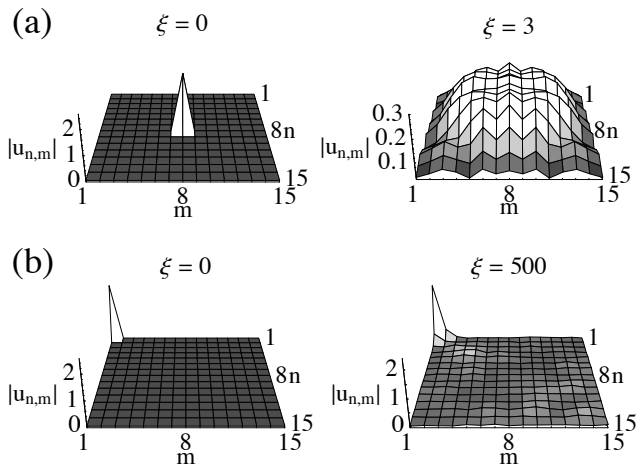 (a)
ξ = 0
ξ = 3
|u_{n,m}|
2
1
0
1
8
15
m
1
8n
15
|u_{n,m}|
0.3
0.2
0.1
1
8
15
m
1
8n
15
(b)
ξ = 0
ξ = 500
|u_{n,m}|
2
1
0
1
8
15
m
1
8n
15
|u_{n,m}|
2
1
0
1
8
15
m
1
8n
15